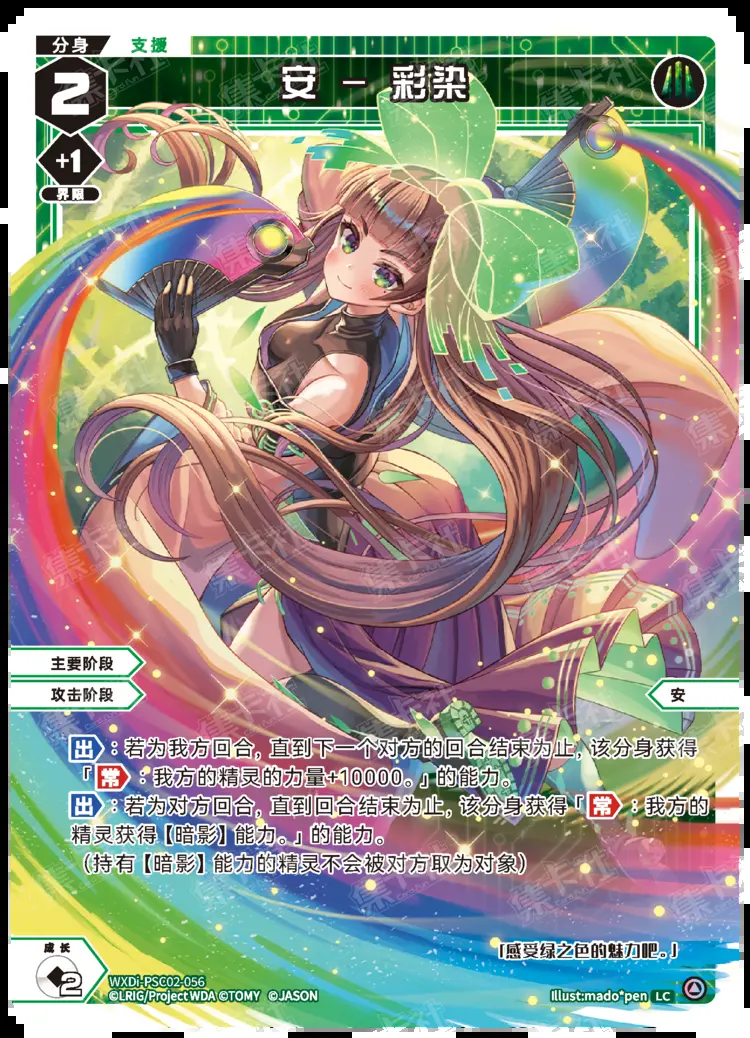 分身 支援
2
安 － 彩染
+1
界限
主要阶段
攻击阶段
安
出：若为我方回合，直到下一个对方的回合结束为止，该分身获得
「常：我方的精灵的力量+10000。」的能力。
出：若为对方回合，直到回合结束为止，该分身获得「常：我方的
精灵获得【暗影】能力。」的能力。
（持有【暗影】能力的精灵不会被对方取为对象）
「感受绿之色的魅力吧。」
成长
2
WXDi-PSC02-056
©LRIG/Project WDA ©TOMY ©JASON
Illust:mado*pen LC
集卡社